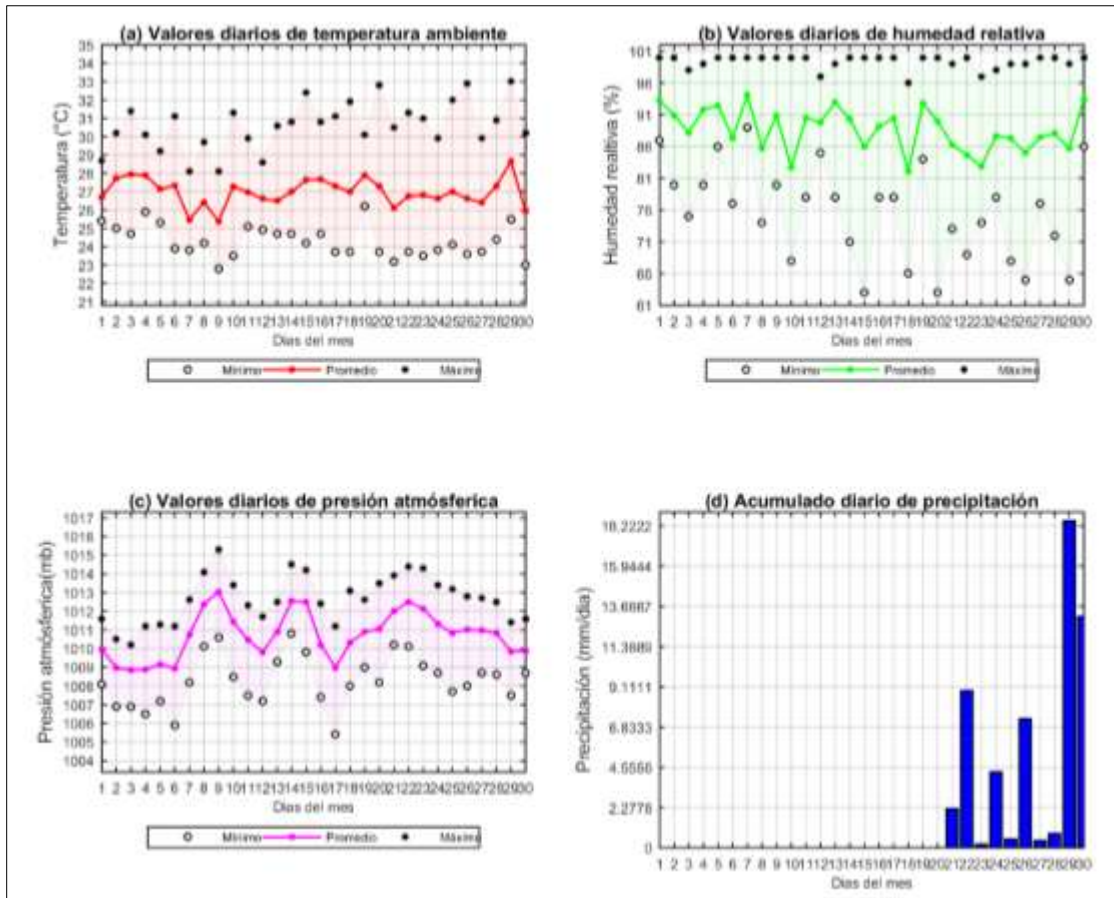 (a) Valores diarios de temperatura ambiente
Temperatura (°C)
35
34
33
32
31
30
29
28
27
26
25
24
23
22
21
1 2 3 4 5 6 7 8 9 10 11 12 13 14 15 16 17 18 19 20 21 22 23 24 25 26 27 28 29 30
Dias del mes
Mínimo Promedio Máximo
(b) Valores diarios de humedad relativa
Humedad realtiva (%)
101
96
91
86
81
76
71
66
61
1 2 3 4 5 6 7 8 9 10 11 12 13 14 15 16 17 18 19 20 21 22 23 24 25 26 27 28 29 30
Dias del mes
Mínimo Promedio Máximo
(c) Valores diarios de presión atmósferica
Presión atmósferica(mb)
1017
1016
1015
1014
1013
1012
1011
1010
1009
1008
1007
1006
1005
1004
1 2 3 4 5 6 7 8 9 10 11 12 13 14 15 16 17 18 19 20 21 22 23 24 25 26 27 28 29 30
Dias del mes
Mínimo Promedio Máximo
(d) Acumulado diario de precipitación
Precipitación (mm/dia)
18.2222
15.9444
13.6667
11.3889
9.1111
6.8333
4.5556
2.2778
0
1 2 3 4 5 6 7 8 9 10 11 12 13 14 15 16 17 18 19 20 21 22 23 24 25 26 27 28 29 30
Dias del mes